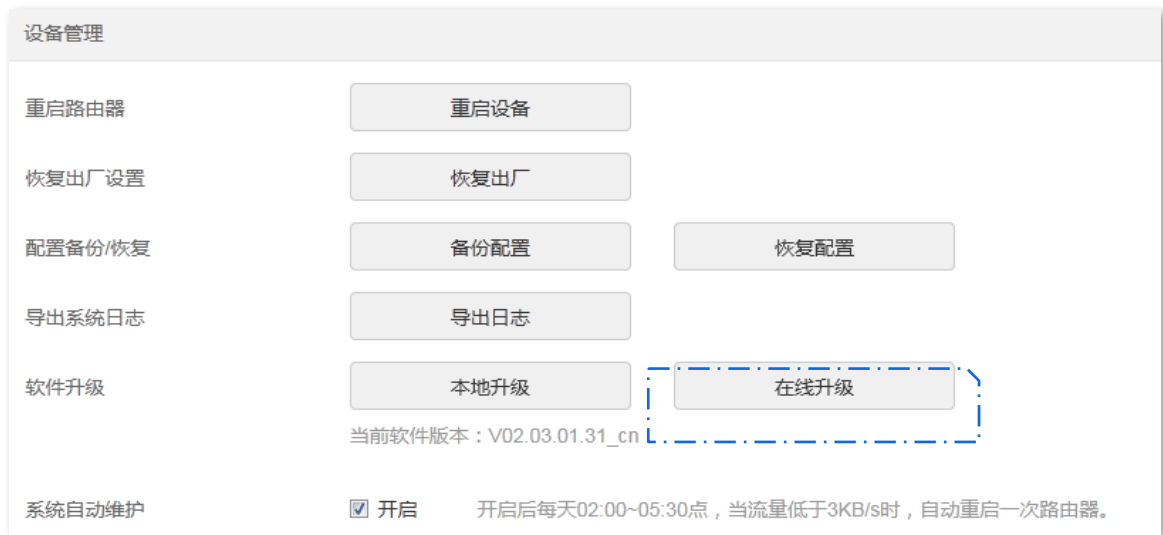 设备管理
重启路由器 重启设备
恢复出厂设置 恢复出厂
配置备份/恢复 备份配置 恢复配置
导出系统日志 导出日志
软件升级 本地升级 在线升级
当前软件版本：V02.03.01.31_cn
系统自动维护 开启 开启后每天02:00~05:30点，当流量低于3KB/s时，自动重启一次路由器。